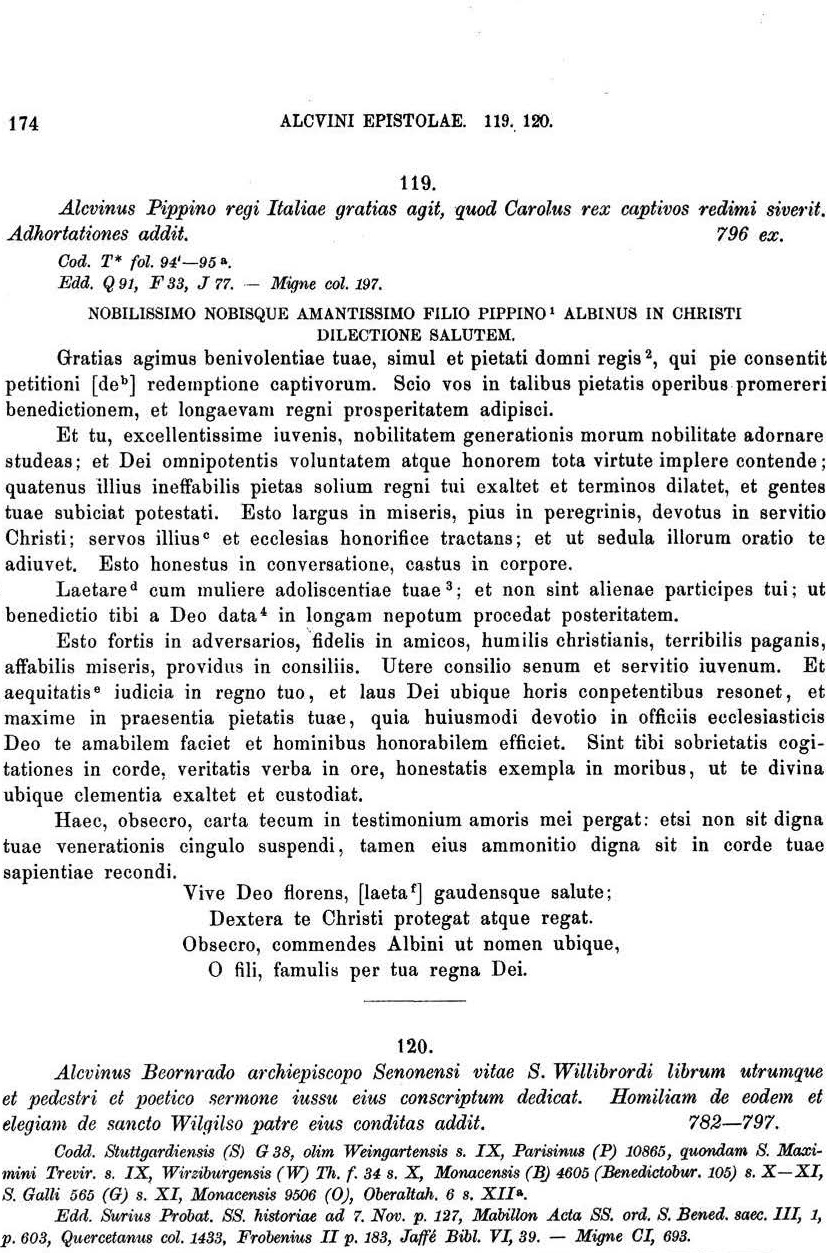 174
ALCVINI EPISTOLAE. 119. 120.
119.
Alcvinus Pippino regi Italiae gratias agit, quod Carolus rex captivos redimi siverit.
Adhortationes addit. 796 ex.
Cod. T* fol. 94'—95 a.
Edd. Q 91, F 33, J 77. — Migne col. 197.
NOBILISSIMO NOBISQUE AMANTISSIMO FILIO PIPPINO¹ ALBINUS IN CHRISTI
DILECTIONE SALUTEM.
Gratias agimus benivolentiae tuae, simul et pietati domni regis², qui pie consentit
petitioni [deᵇ] redemptione captivorum. Scio vos in talibus pietatis operibus promereri
benedictionem, et longaevam regni prosperitatem adipisci.
Et tu, excellentissime iuvenis, nobilitatem generationis morum nobilitate adornare
studeas; et Dei omnipotentis voluntatem atque honorem tota virtute implere contende;
quatenus illius ineffabilis pietas solium regni tui exaltet et terminos dilatet, et gentes
tuae subiciat potestati. Esto largus in miseris, pius in peregrinis, devotus in servitio
Christi; servos illiusᶜ et ecclesias honorifice tractans; et ut sedula illorum oratio te
adiuvet. Esto honestus in conversatione, castus in corpore.
Laetareᵈ cum muliere adoliscentiae tuae³; et non sint alienae participes tui; ut
benedictio tibi a Deo data⁴ in longam nepotum procedat posteritatem.
Esto fortis in adversarios, fidelis in amicos, humilis christianis, terribilis paganis,
affabilis miseris, providus in consiliis. Utere consilio senum et servitio iuvenum. Et
aequitatisᵉ iudicia in regno tuo, et laus Dei ubique horis conpetentibus resonet, et
maxime in praesentia pietatis tuae, quia huiusmodi devotio in officiis ecclesiasticis
Deo te amabilem faciet et hominibus honorabilem efficiet. Sint tibi sobrietatis cogi-
tationes in corde, veritatis verba in ore, honestatis exempla in moribus, ut te divina
ubique clementia exaltet et custodiat.
Haec, obsecro, carta tecum in testimonium amoris mei pergat: etsi non sit digna
tuae venerationis cingulo suspendi, tamen eius ammonitio digna sit in corde tuae
sapientiae recondi.
Vive Deo florens, [laetaᶠ] gaudensque salute;
Dextera te Christi protegat atque regat.
Obsecro, commendes Albini ut nomen ubique,
O fili, famulis per tua regna Dei.
120.
Alcvinus Beornrado archiepiscopo Senonensi vitae S. Willibrordi librum utrumque
et pedestri et poetico sermone iussu eius conscriptum dedicat. Homiliam de eodem et
elegiam de sancto Wilgilso patre eius conditas addit. 782—797.
Codd. Stuttgardiensis (S) G 38, olim Weingartensis s. IX, Parisinus (P) 10865, quondam S. Maxi-
mini Trevir. s. IX, Wirziburgensis (W) Th. f. 34 s. X, Monacensis (B) 4605 (Benedictobur. 105) s. X—XI,
S. Galli 565 (G) s. XI, Monacensis 9506 (O), Oberaltah. 6 s. XII a.
Edd. Surius Probat. SS. historiae ad 7. Nov. p. 127, Mabillon Acta SS. ord. S. Bened. saec. III, 1,
p. 603, Quercetanus col. 1433, Frobenius II p. 183, Jaffé Bibl. VI, 39. — Migne CI, 693.